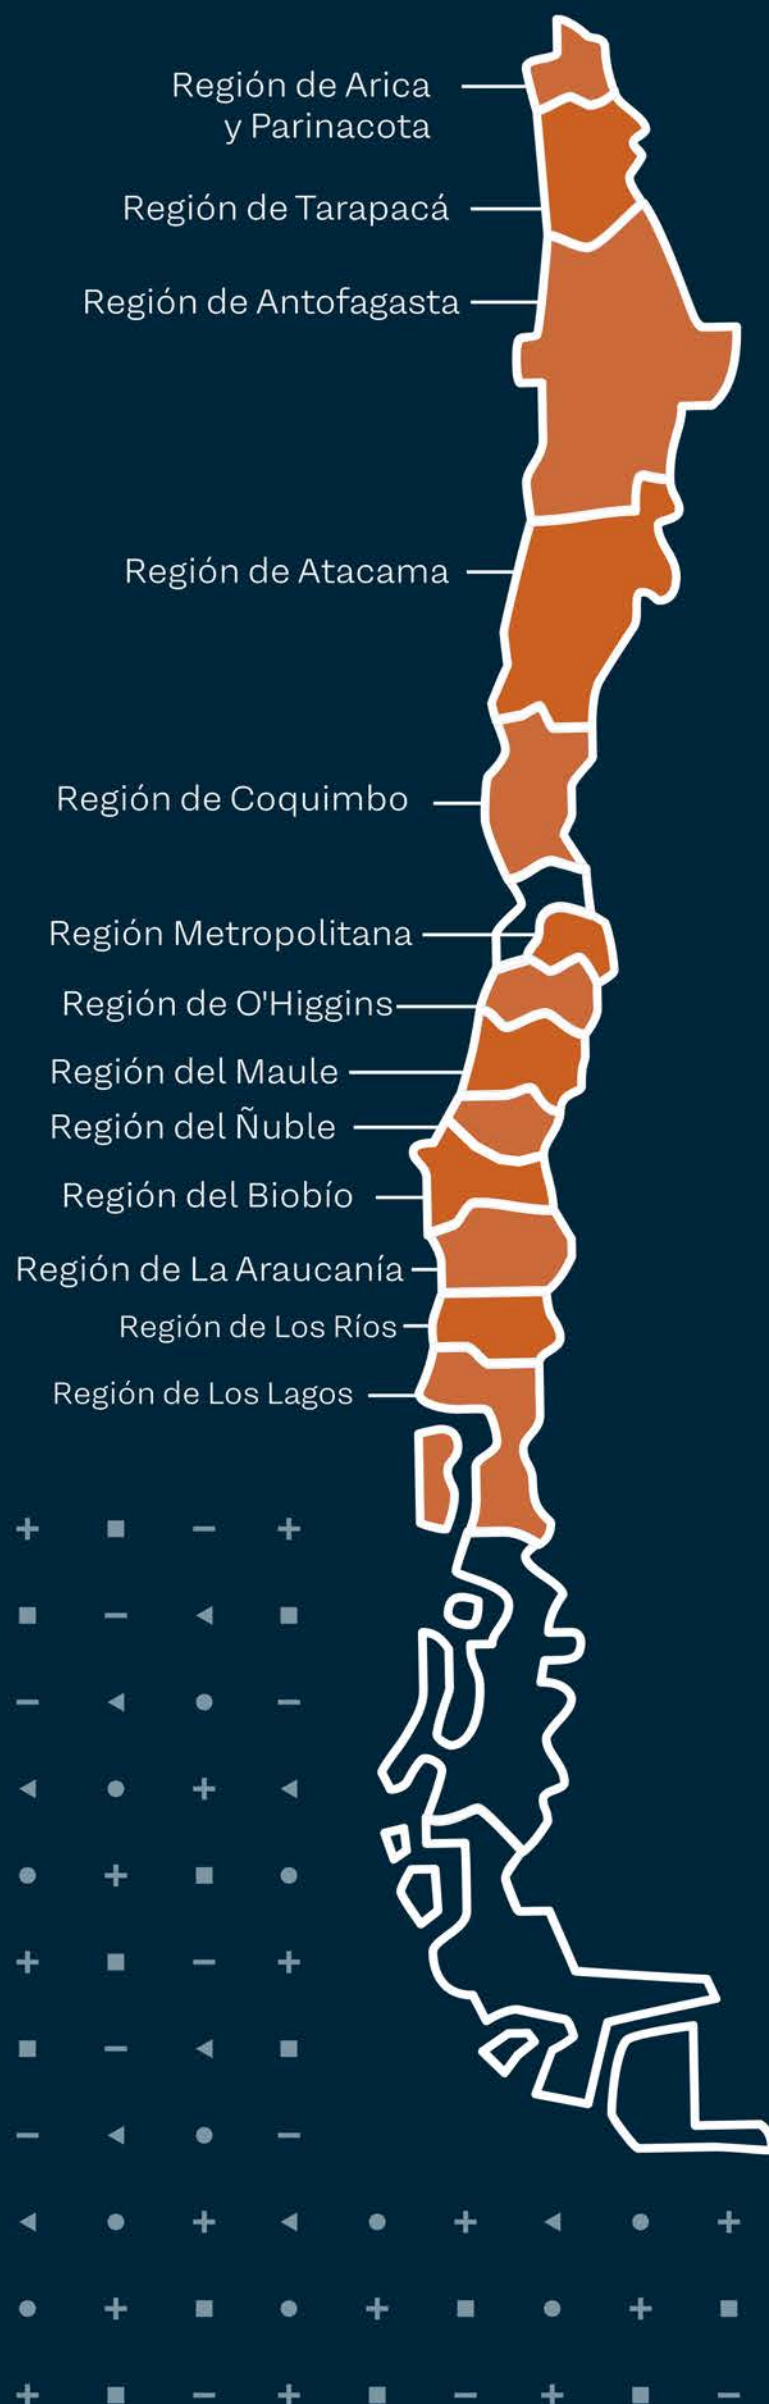 Región de Arica
y Parinacota
Región de Tarapacá
Región de Antofagasta
Región de Atacama
Región de Coquimbo
Región Metropolitana
Región de O'Higgins
Región del Maule
Región del Ñuble
Región del Biobío
Región de La Araucanía
Región de Los Ríos
Región de Los Lagos